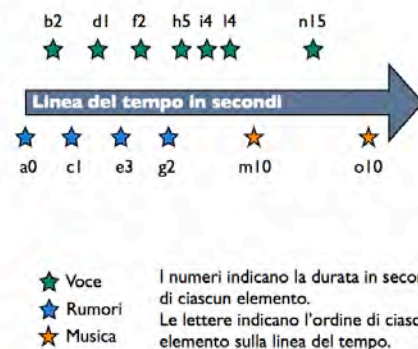 b2 d1 f2 h5 i4 l4 n15
Linea del tempo in secondi
a0 c1 e3 g2 m10 o10
Voce
Rumori
Musica
I numeri indicano la durata in secon
di ciascun elemento.
Le lettere indicano l'ordine di ciasc
elemento sulla linea del tempo.